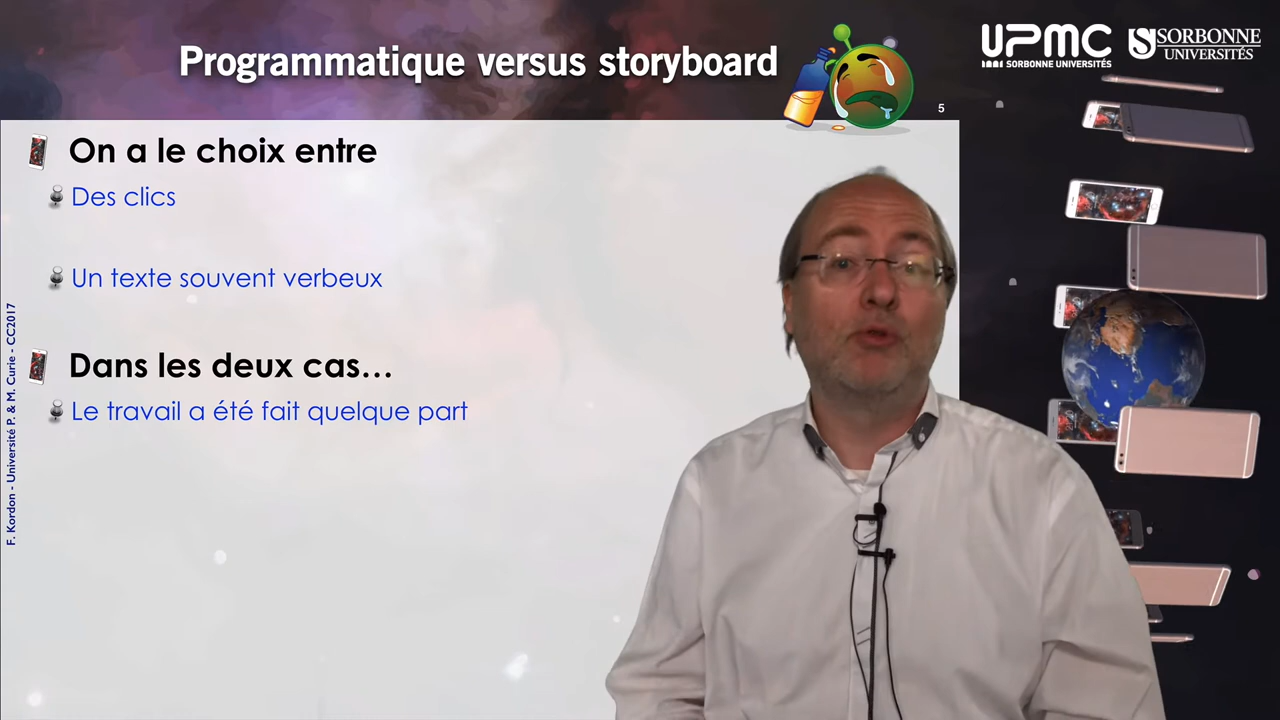 Programmatique versus storyboard
UPMC
SORBONNE UNIVERSITÉS
SORBONNE
UNIVERSITÉS
5
On a le choix entre
Des clics
Un texte souvent verbeux
Dans les deux cas…
Le travail a été fait quelque part
F. Kordon - Université P. & M. Curie - CC2017